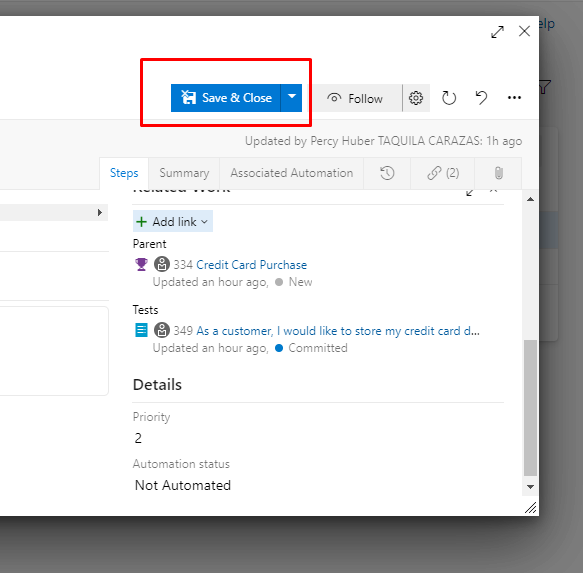 elp
Save & Close
Follow
Updated by Percy Huber TAQUILA CARAZAS: 1h ago
Steps
Summary
Associated Automation
(2)
Related Work
Add link
Parent
334 Credit Card Purchase
Updated an hour ago, New
Tests
349 As a customer, I would like to store my credit card d...
Updated an hour ago, Committed
Details
Priority
2
Automation status
Not Automated